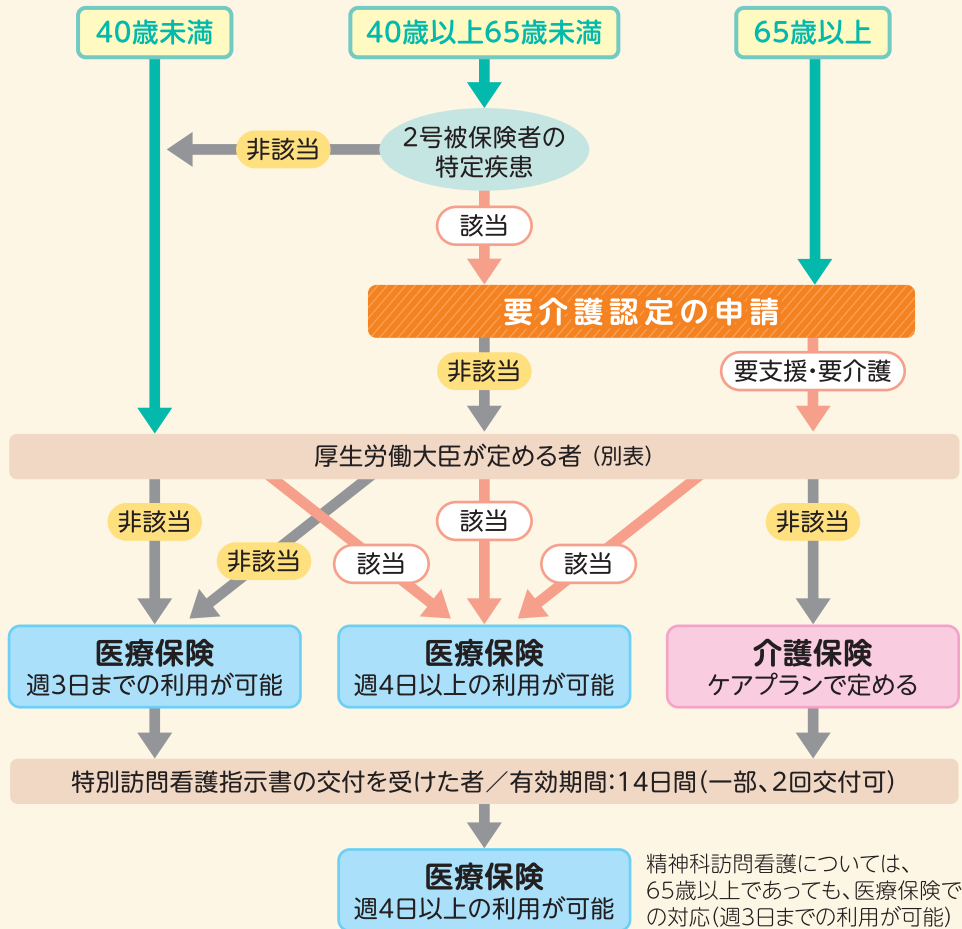 40歳未満
40歳以上65歳未満
65歳以上
2号被保険者の
特定疾患
非該当
該当
要介護認定の申請
非該当
要支援・要介護
厚生労働大臣が定める者（別表）
非該当
非該当
該当
該当
該当
非該当
医療保険
週3日までの利用が可能
医療保険
週4日以上の利用が可能
介護保険
ケアプランで定める
特別訪問看護指示書の交付を受けた者／有効期間：14日間（一部、2回交付可）
医療保険
週4日以上の利用が可能
精神科訪問看護については、
65歳以上であっても、医療保険で
の対応（週3日までの利用が可能）